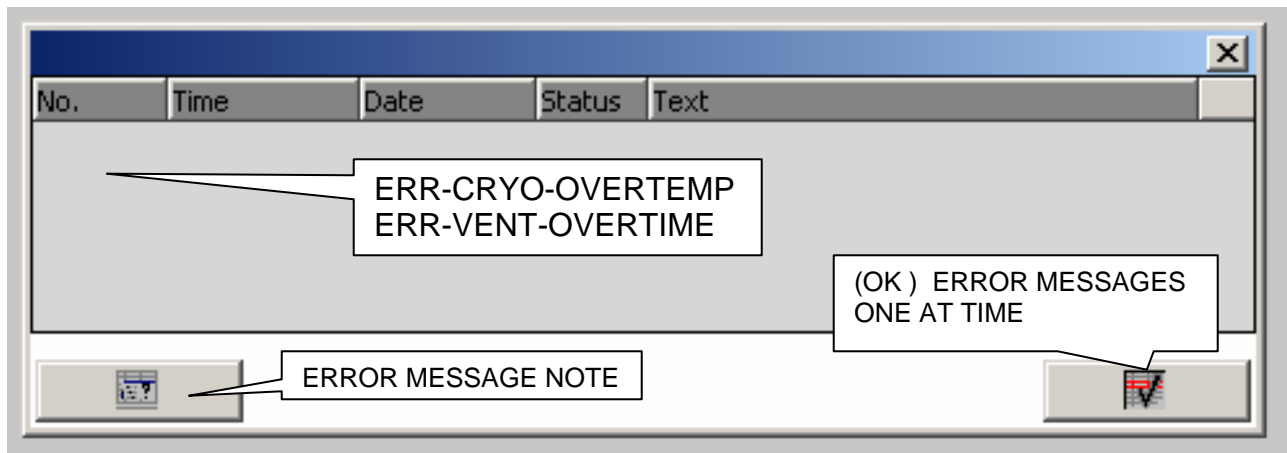 No. Time Date Status Text
ERR-CRYO-OVERTEMP
ERR-VENT-OVERTIME
(OK ) ERROR MESSAGES
ONE AT TIME
ERROR MESSAGE NOTE